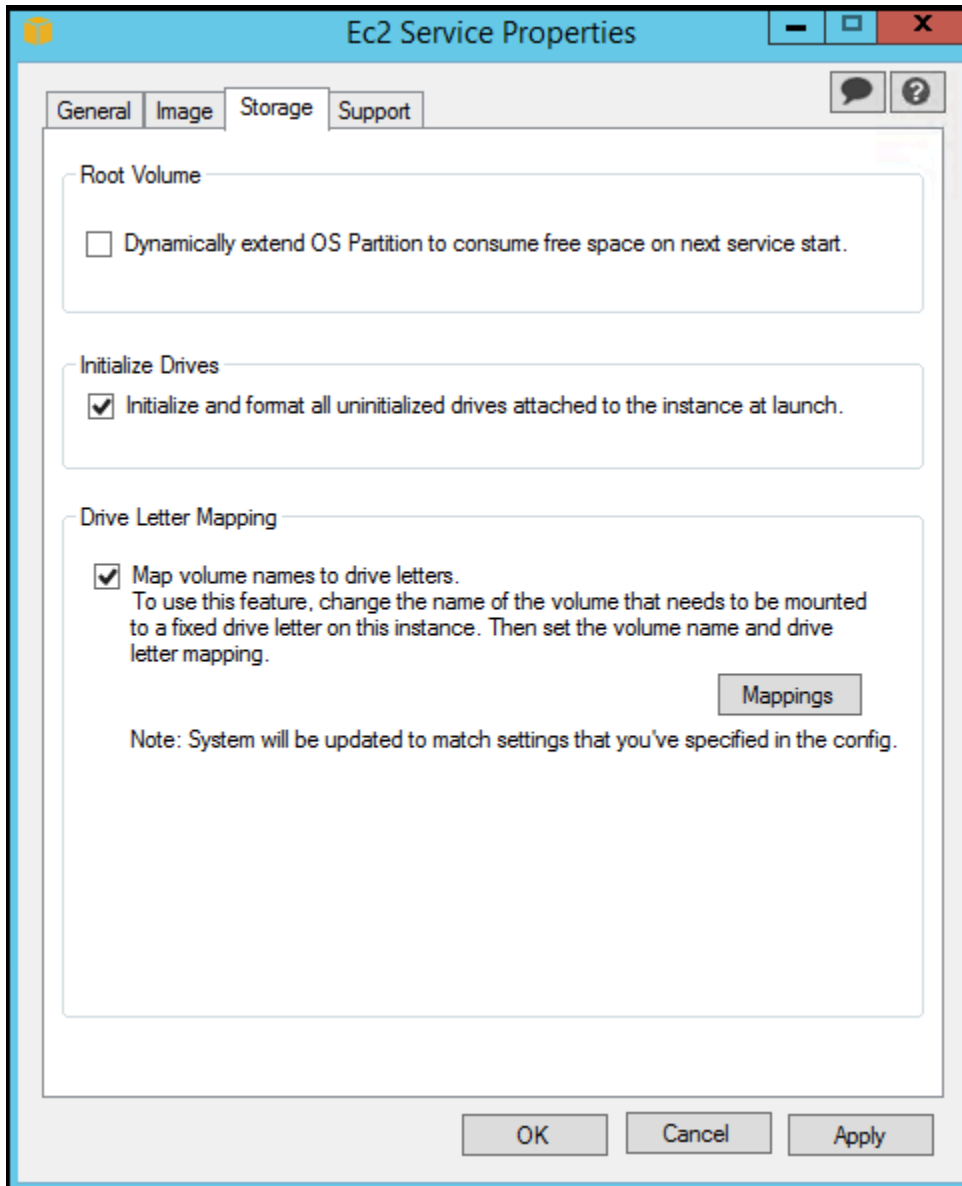 Ec2 Service Properties
General Image Storage Support
Root Volume
Dynamically extend OS Partition to consume free space on next service start.
Initialize Drives
Initialize and format all uninitialized drives attached to the instance at launch.
Drive Letter Mapping
Map volume names to drive letters.
To use this feature, change the name of the volume that needs to be mounted
to a fixed drive letter on this instance. Then set the volume name and drive
letter mapping.
Mappings
Note: System will be updated to match settings that you've specified in the config.
OK Cancel Apply